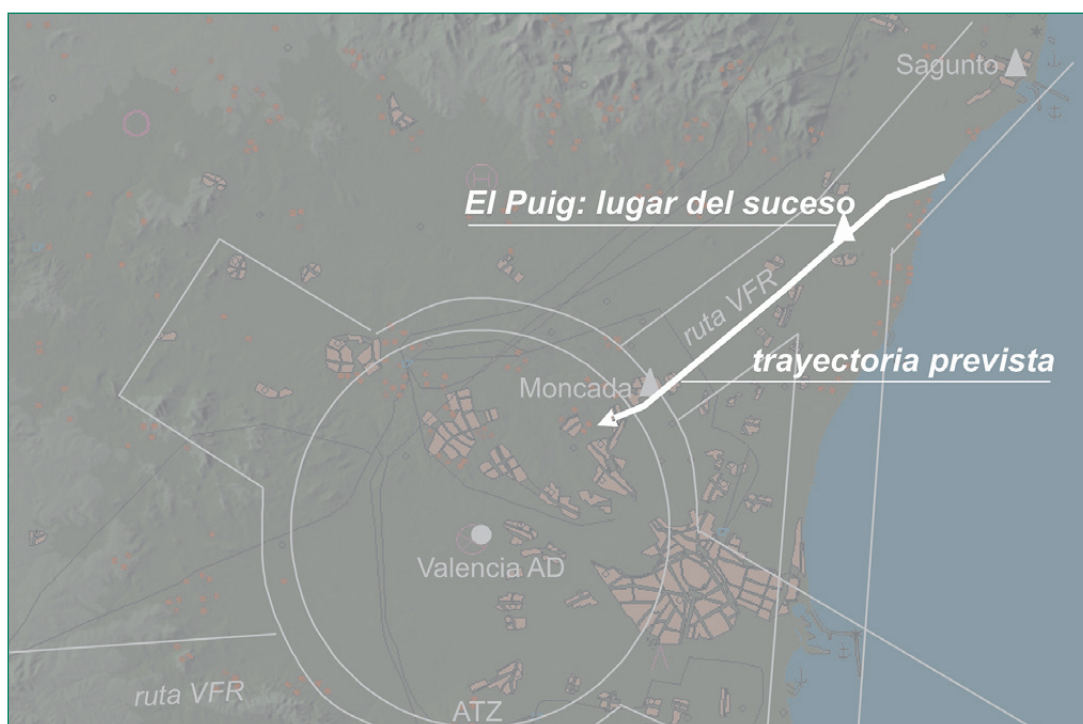 Sagunto
El Puig: lugar del suceso
H
ruta VFR
trayectoria prevista
Moncada
Valencia AD
ruta VFR
ATZ